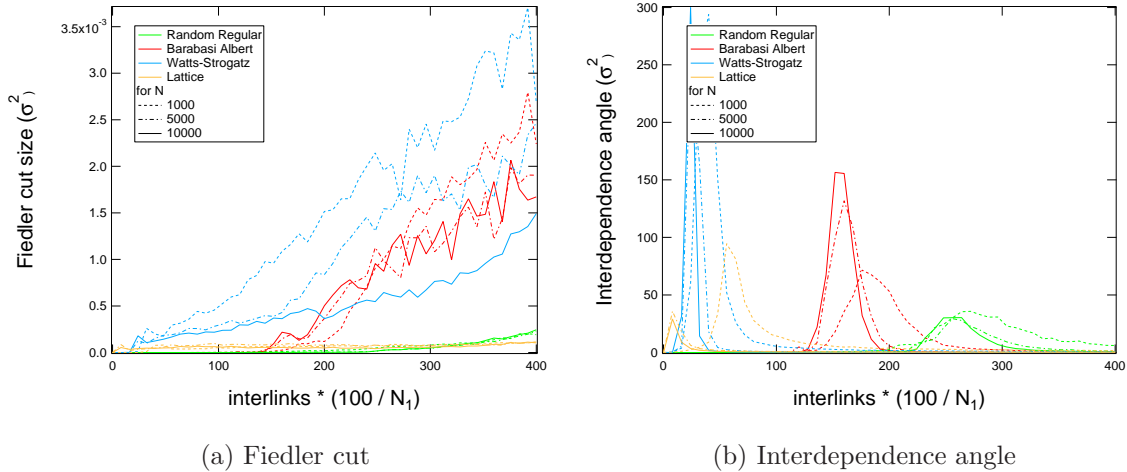 3.5x10⁻³
3.0
2.5
2.0
1.5
1.0
0.5
0.0
Fiedler cut size (σ²)
Random Regular
Barabasi Albert
Watts-Strogatz
Lattice
for N
1000
5000
10000
0
100
200
300
400
interlinks * (100 / N₁)
(a) Fiedler cut
300
250
200
150
100
50
0
Interdependence angle (σ²)
Random Regular
Barabasi Albert
Watts-Strogatz
Lattice
for N
1000
5000
10000
0
100
200
300
400
interlinks * (100 / N₁)
(b) Interdependence angle